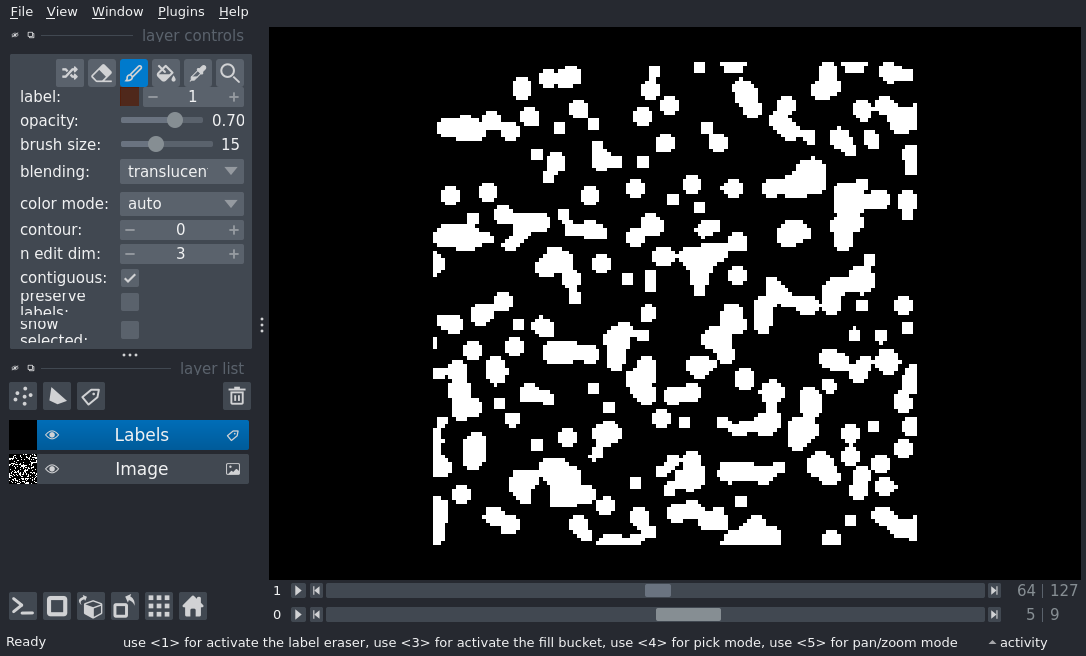 File View Window Plugins Help
layer controls
label: 1
opacity: 0.70
brush size: 15
blending: translucen
color mode: auto
contour: 0
n edit dim: 3
contiguous:
preserve
labels:
show
selected:
layer list
Labels
Image
1 64 | 127
0 5 | 9
Ready use <1> for activate the label eraser, use <3> for activate the fill bucket, use <4> for pick mode, use <5> for pan/zoom mode activity